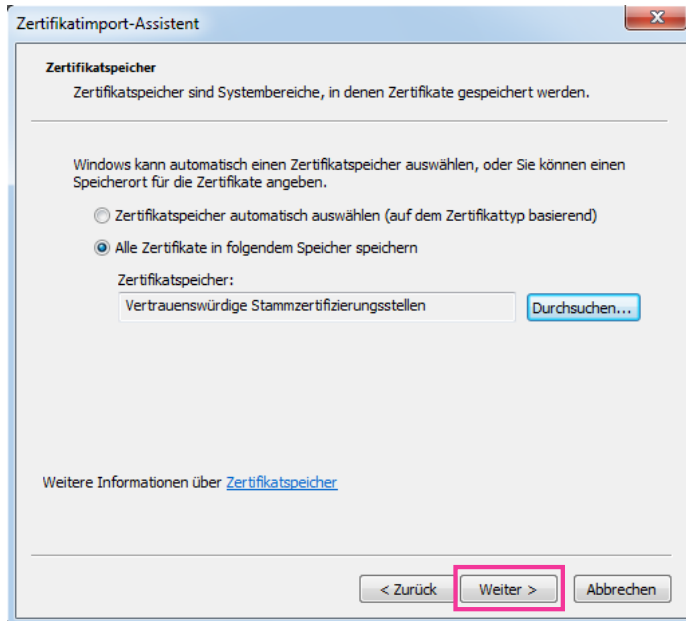 Zertifikatimport-Assistent
Zertifikatspeicher
Zertifikatspeicher sind Systembereiche, in denen Zertifikate gespeichert werden.
Windows kann automatisch einen Zertifikatspeicher auswählen, oder Sie können einen
Speicherort für die Zertifikate angeben.
Zertifikatspeicher automatisch auswählen (auf dem Zertifikattyp basierend)
Alle Zertifikate in folgendem Speicher speichern
Zertifikatspeicher:
Vertrauenswürdige Stammzertifizierungsstellen
Durchsuchen...
Weitere Informationen über Zertifikatspeicher
< Zurück
Weiter >
Abbrechen